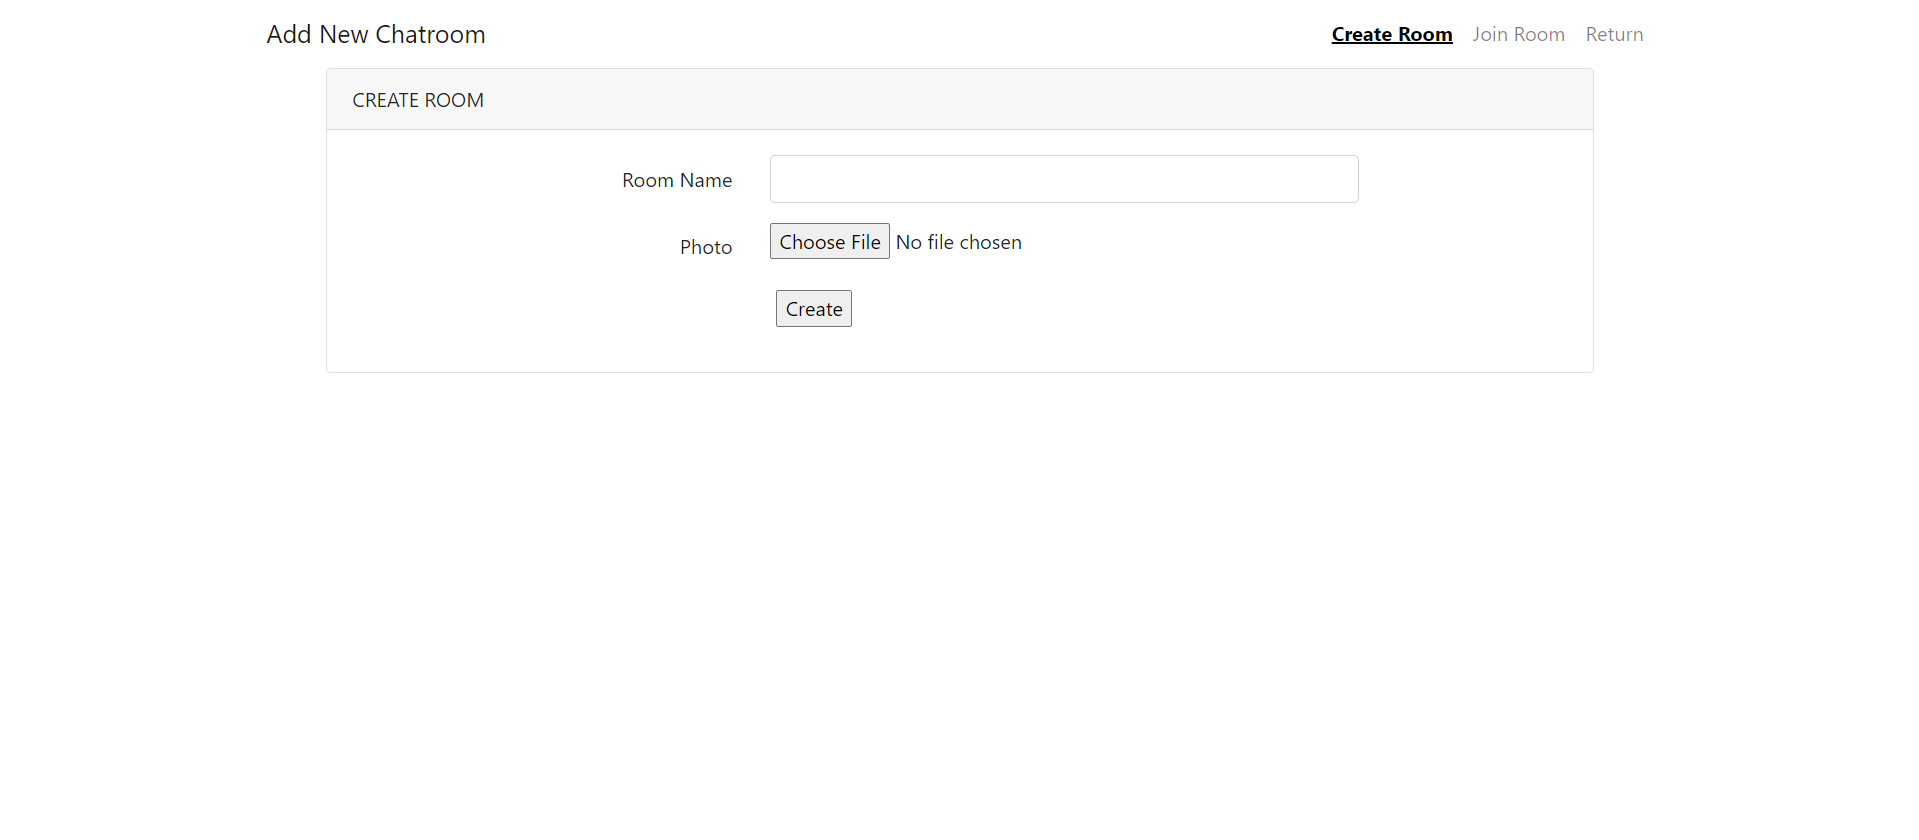 Add New Chatroom
Create Room Join Room Return
CREATE ROOM
Room Name
Photo
Choose File No file chosen
Create